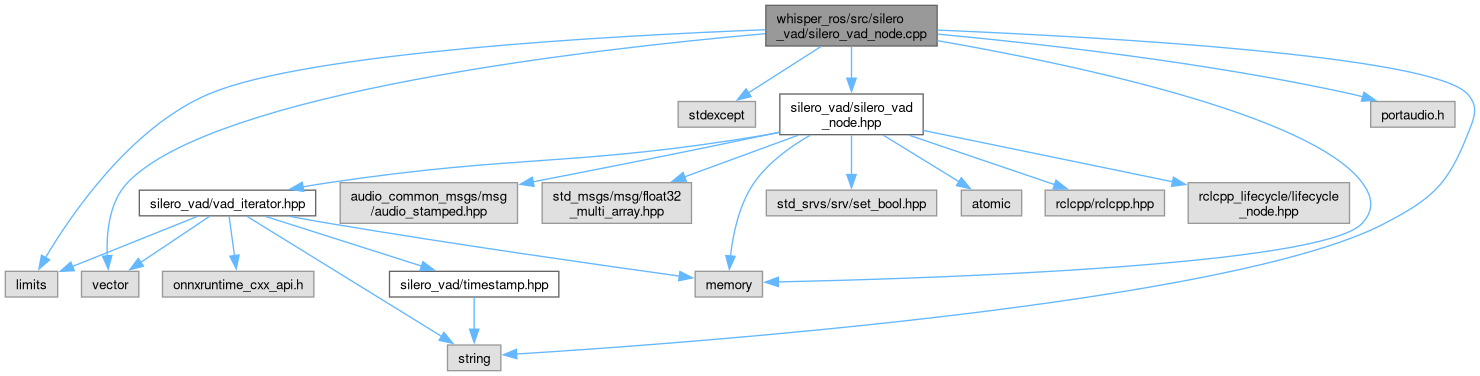 whisper_ros/src/silero
_vad/silero_vad_node.cpp
stdexcept
silero_vad/silero_vad
_node.hpp
portaudio.h
silero_vad/vad_iterator.hpp
audio_common_msgs/msg
/audio_stamped.hpp
std_msgs/msg/float32
_multi_array.hpp
std_srvs/srv/set_bool.hpp
atomic
rclcpp/rclcpp.hpp
rclcpp_lifecycle/lifecycle
_node.hpp
limits
vector
onnxruntime_cxx_api.h
silero_vad/timestamp.hpp
memory
string